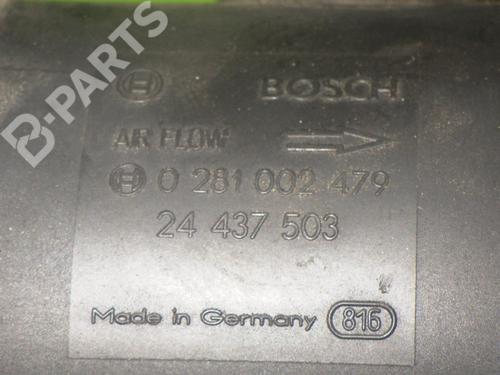 B-PARTS
BOSCH
AIR FLOW
0 281 002 479
24 437 503
Made in Germany 816